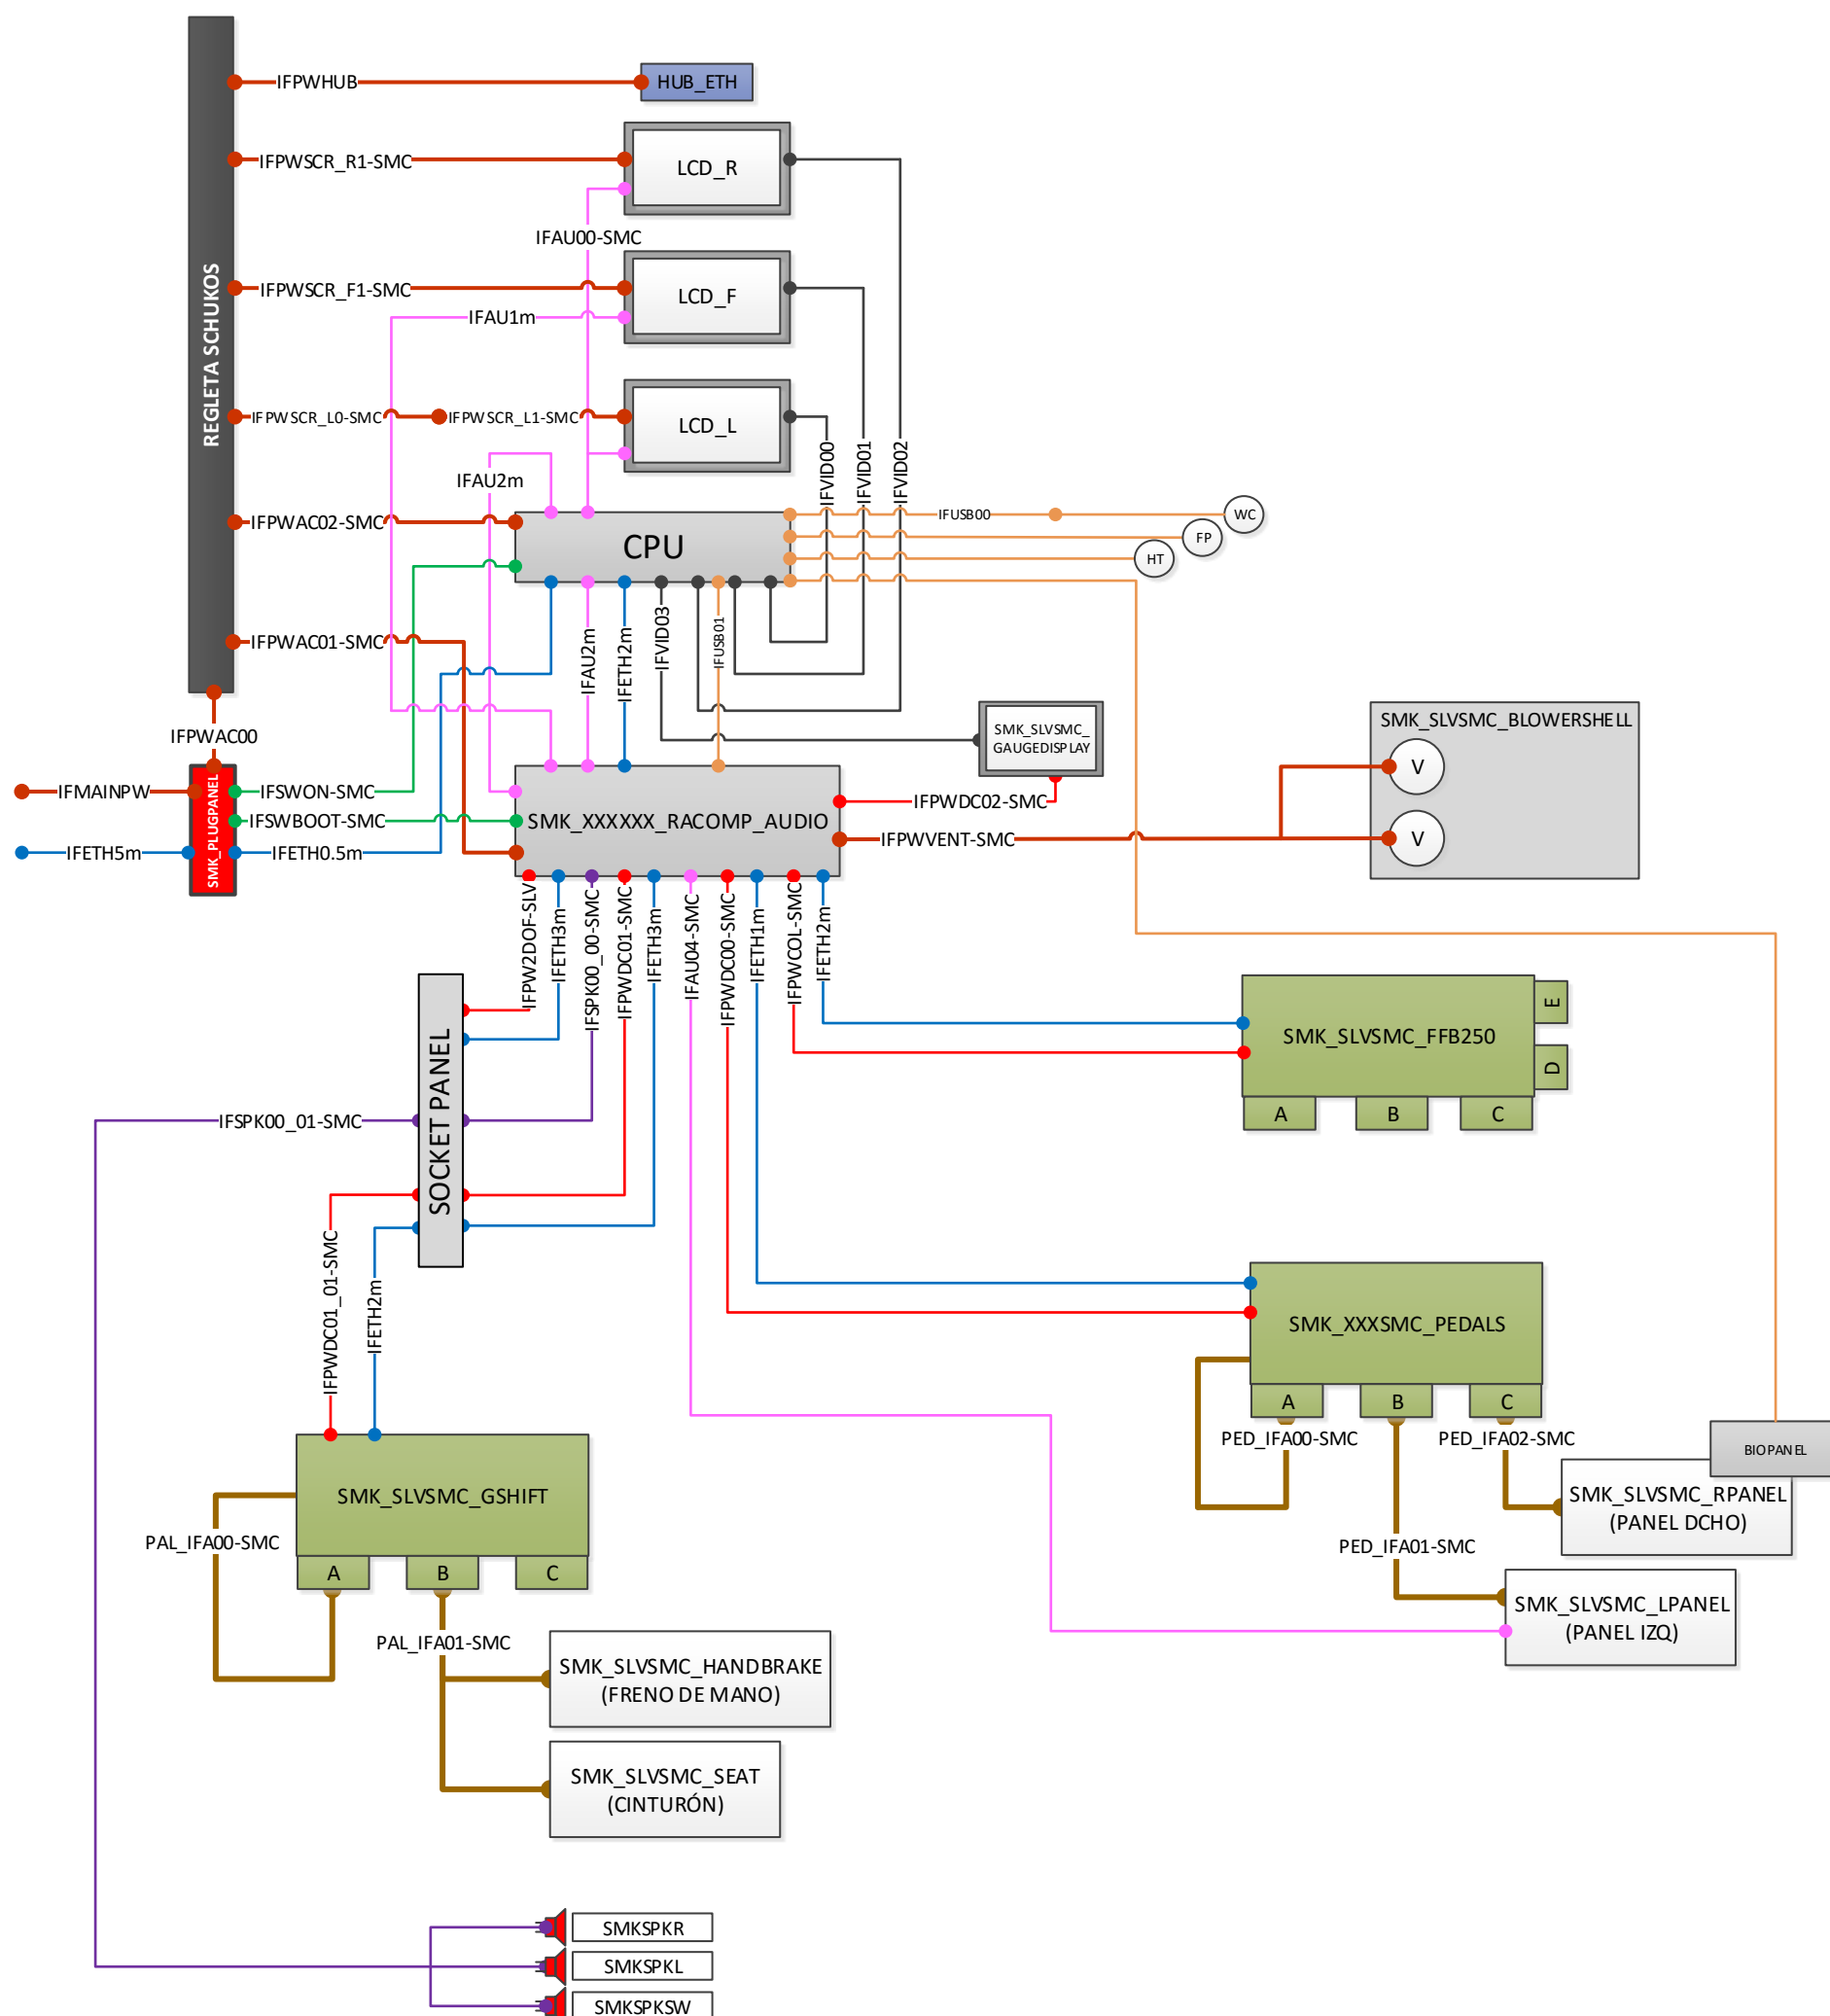 IFPWHUB
HUB_ETH
IFPWSCR_R1-SMC
LCD_R
IFAU00-SMC
REGLETA SCHUKOS
IFPWSCR_F1-SMC
LCD_F
IFAU1m
IFPWSCR_L0-SMC
IFPWSCR_L1-SMC
LCD_L
IFVID00
IFVID01
IFVID02
IFAU2m
IFPWAC02-SMC
CPU
IFUSB00
WC
FP
HT
IFPWAC01-SMC
IFAU2m
IFETH2m
IFVID03
IFUSB01
IFPWAC00
SMK_SLVSMC_
GAUGEDISPLAY
SMK_SLVSMC_BLOWERSHELL
V
V
IFMAINPW
SMK_PLUGPANEL
IFSWON-SMC
IFSWBOOT-SMC
SMK_XXXXXX_RACOMP_AUDIO
IFPWDC02-SMC
IFPWVENT-SMC
IFETH5m
IFETH0.5m
IFPW2DOF-SLV
IFETH3m
IFSPK00_00-SMC
IFPWDC01-SMC
IFETH3m
IFAU04-SMC
IFPWDC00-SMC
IFETH1m
IFPWCOL-SMC
IFETH2m
SMK_SLVSMC_FFB250
E
D
A
B
C
SOCKET PANEL
IFSPK00_01-SMC
IFPWDC01_01-SMC
IFETH2m
SMK_XXXSMC_PEDALS
A
B
C
PED_IFA00-SMC
PED_IFA02-SMC
BIOPANEL
SMK_SLVSMC_RPANEL
(PANEL DCHO)
PED_IFA01-SMC
SMK_SLVSMC_LPANEL
(PANEL IZQ)
SMK_SLVSMC_GSHIFT
PAL_IFA00-SMC
A
B
C
PAL_IFA01-SMC
SMK_SLVSMC_HANDBRAKE
(FRENO DE MANO)
SMK_SLVSMC_SEAT
(CINTURÓN)
SMKSPKR
SMKSPKL
SMKSPKSW